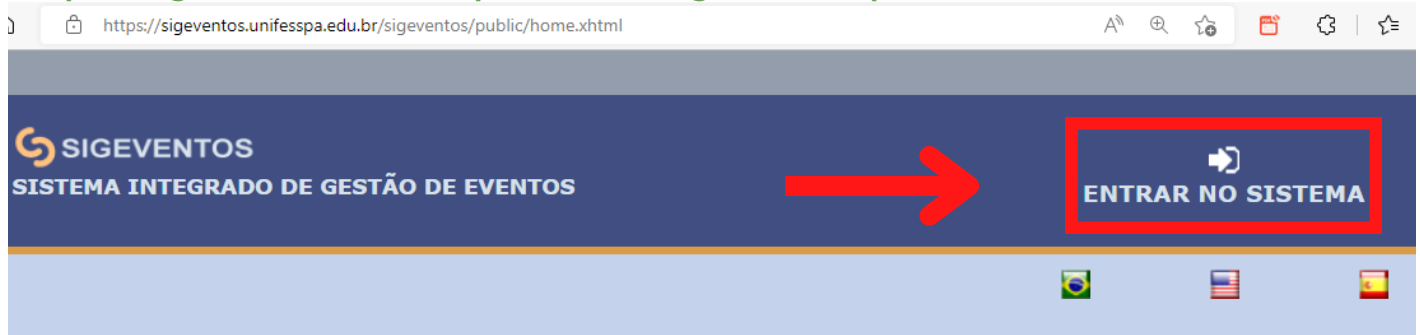 https://sigeventos.unifesspa.edu.br/sigeventos/public/home.xhtml
SIGEVENTOS
SISTEMA INTEGRADO DE GESTÃO DE EVENTOS
ENTRAR NO SISTEMA